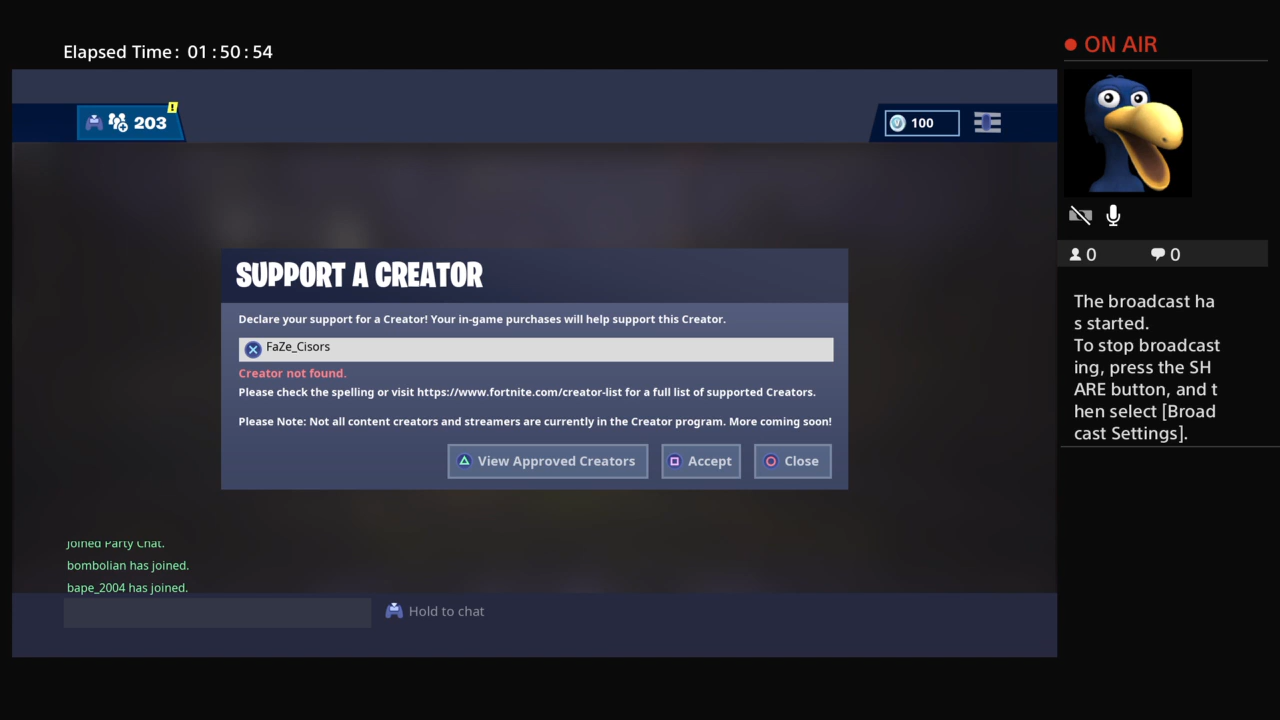 Elapsed Time: 01:50:54
ON AIR
203
100
SUPPORT A CREATOR
Declare your support for a Creator! Your in-game purchases will help support this Creator.
FaZe_Cisors
Creator not found.
Please check the spelling or visit https://www.fortnite.com/creator-list for a full list of supported Creators.
Please Note: Not all content creators and streamers are currently in the Creator program. More coming soon!
View Approved Creators
Accept
Close
joined Party Chat.
bombolian has joined.
bape_2004 has joined.
Hold to chat
0
0
The broadcast ha
s started.
To stop broadcast
ing, press the SH
ARE button, and t
hen select [Broad
cast Settings].